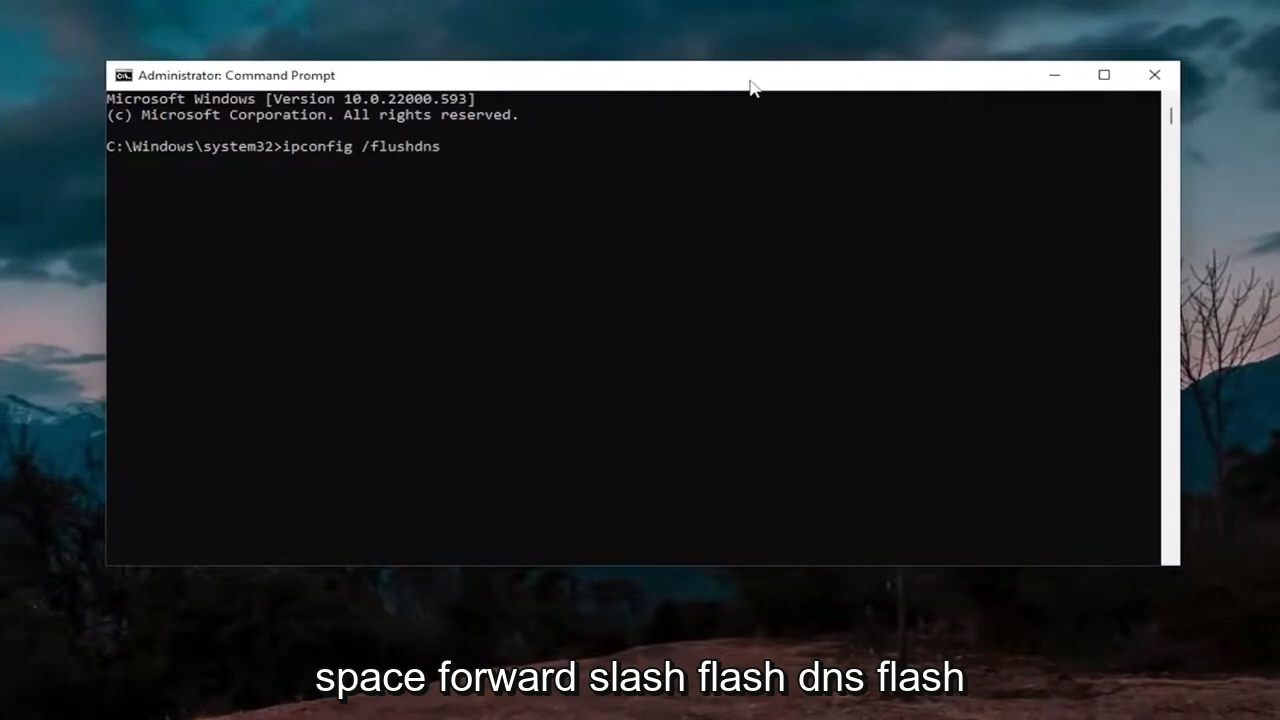 Administrator: Command Prompt
Microsoft Windows [Version 10.0.22000.593]
(c) Microsoft Corporation. All rights reserved.
C:\Windows\system32>ipconfig /flushdns
space forward slash flash dns flash